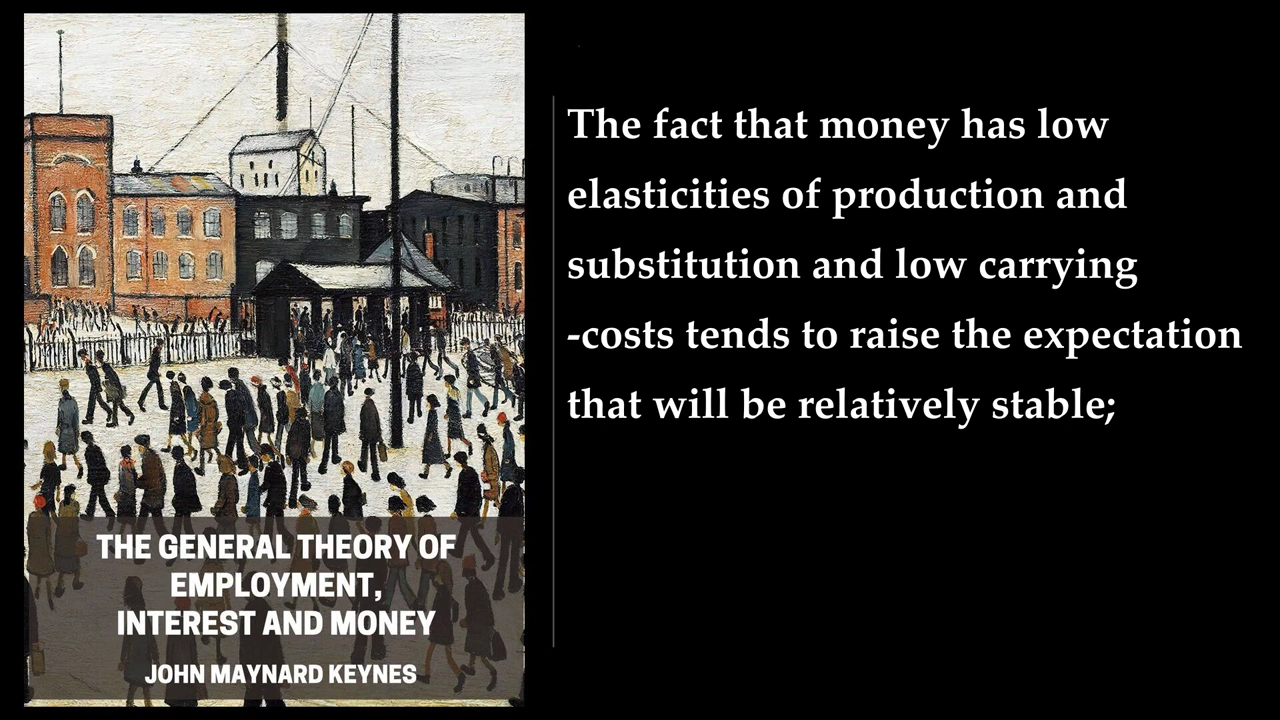 The fact that money has low
elasticities of production and
substitution and low carrying
-costs tends to raise the expectation
that will be relatively stable;
THE GENERAL THEORY OF
EMPLOYMENT,
INTEREST AND MONEY
JOHN MAYNARD KEYNES